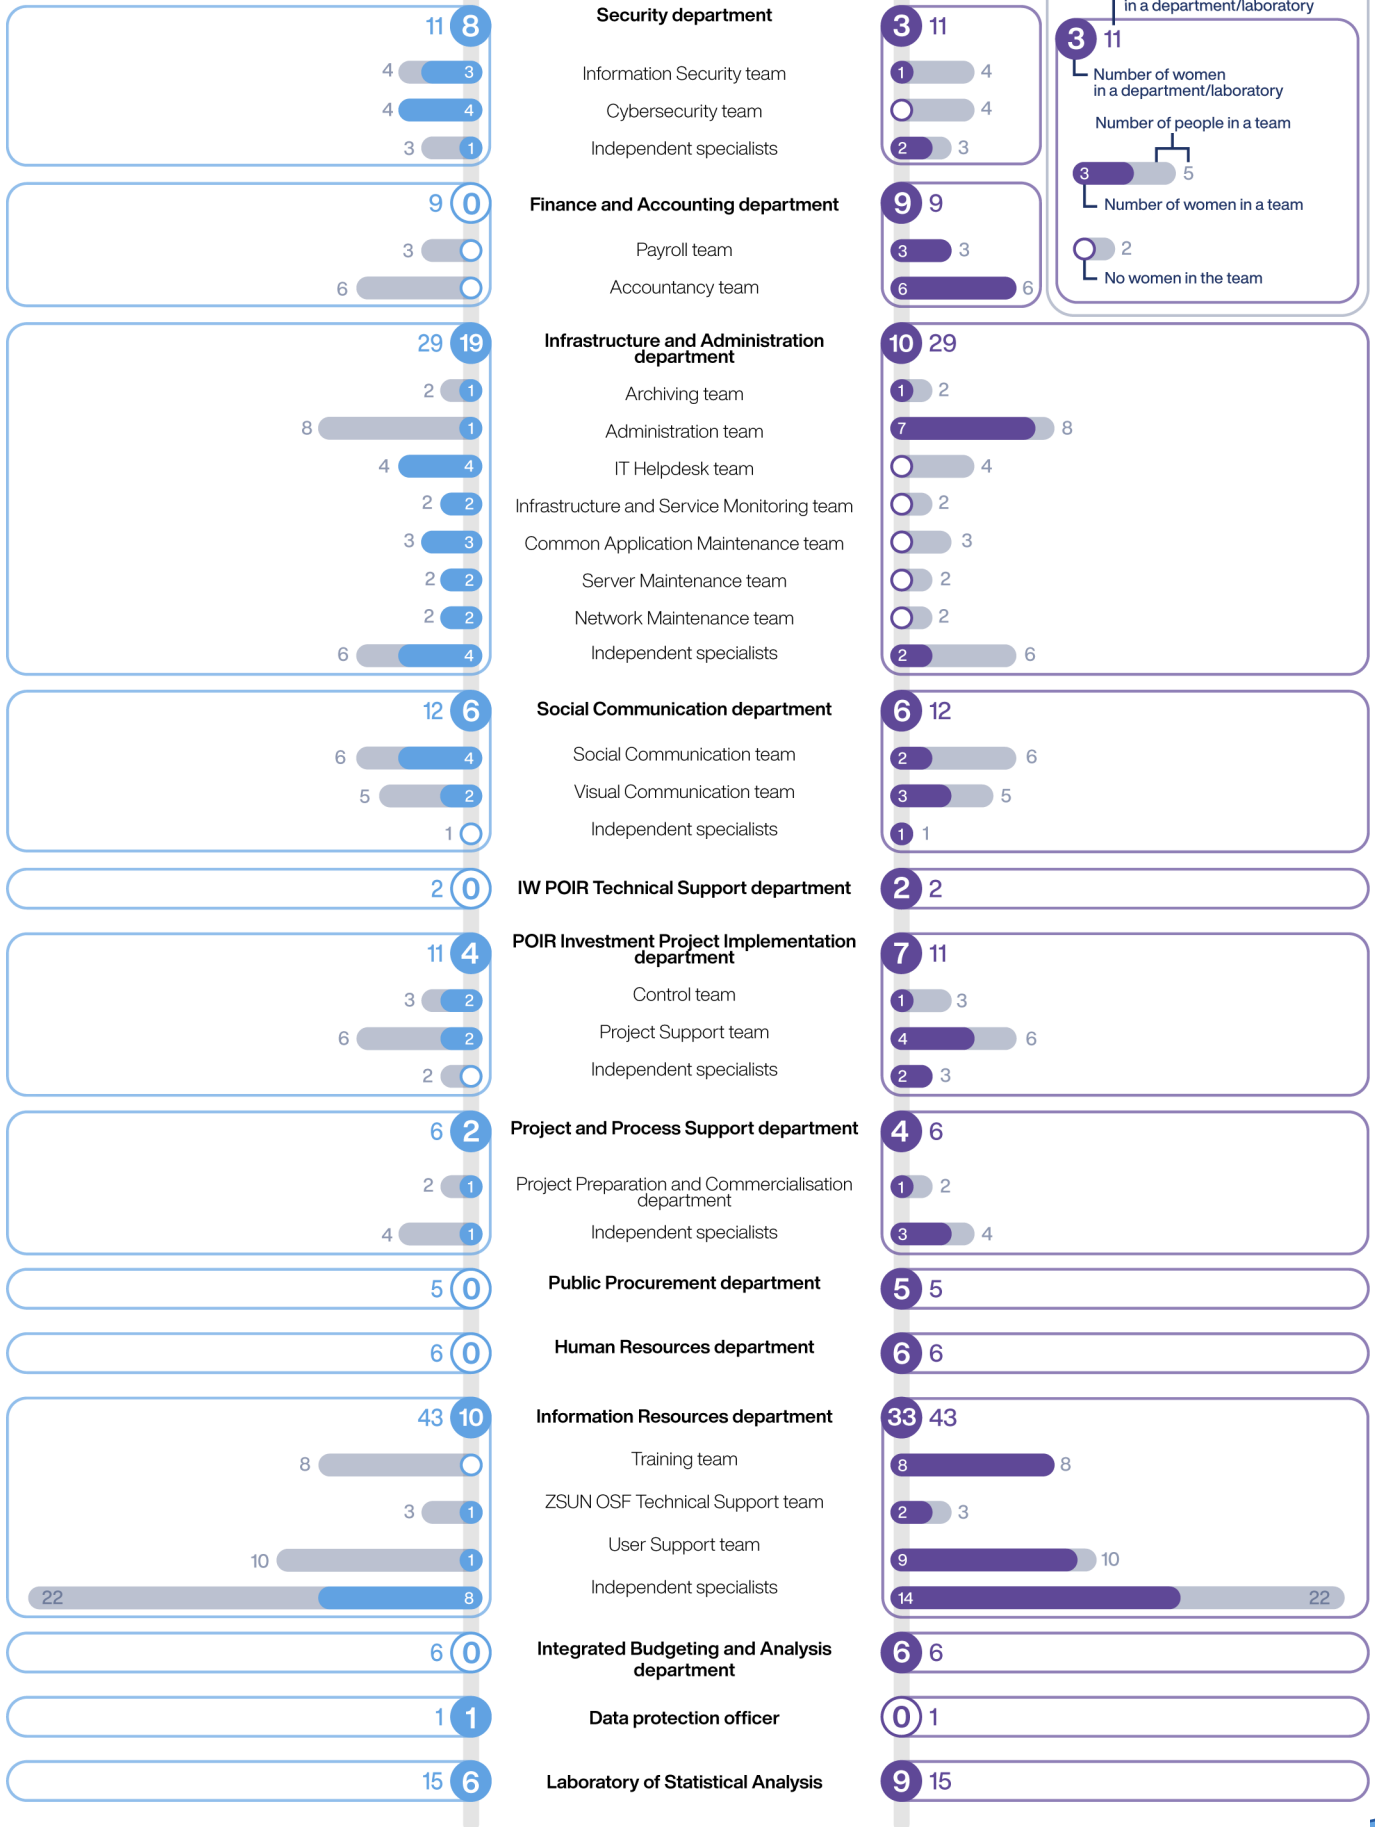 in a department/laboratory
11 8 Security department 3 11
3 11
Number of women
in a department/laboratory
4 3 Information Security team 1 4
4 4 Cybersecurity team 4
Number of people in a team
3 1 Independent specialists 2 3
3 5
Number of women in a team
9 0 Finance and Accounting department 9 9
3 Payroll team 3 3
2
No women in the team
6 Accountancy team 6 6
29 19 Infrastructure and Administration
department 10 29
2 1 Archiving team 1 2
8 1 Administration team 7 8
4 4 IT Helpdesk team 4
2 2 Infrastructure and Service Monitoring team 2
3 3 Common Application Maintenance team 3
2 2 Server Maintenance team 2
2 2 Network Maintenance team 2
6 4 Independent specialists 2 6
12 6 Social Communication department 6 12
6 4 Social Communication team 2 6
5 2 Visual Communication team 3 5
1 Independent specialists 1 1
2 0 IW POIR Technical Support department 2 2
11 4 POIR Investment Project Implementation
department 7 11
3 2 Control team 1 3
6 2 Project Support team 4 6
2 Independent specialists 2 3
6 2 Project and Process Support department 4 6
2 1 Project Preparation and Commercialisation
department 1 2
4 1 Independent specialists 3 4
5 0 Public Procurement department 5 5
6 0 Human Resources department 6 6
43 10 Information Resources department 33 43
8 Training team 8 8
3 1 ZSUN OSF Technical Support team 2 3
10 1 User Support team 9 10
22 8 Independent specialists 14 22
6 0 Integrated Budgeting and Analysis
department 6 6
1 1 Data protection officer 0 1
15 6 Laboratory of Statistical Analysis 9 15